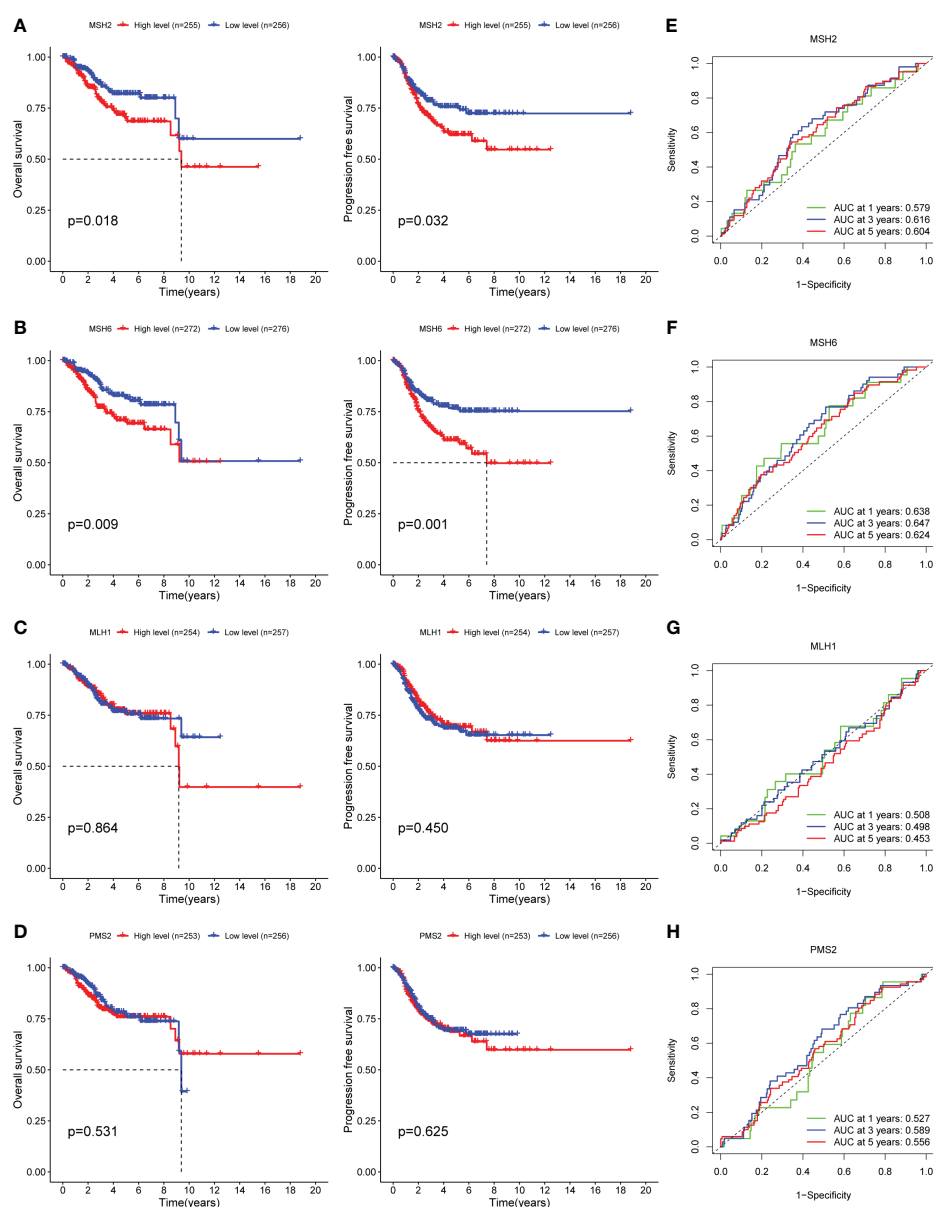 A
MSH2 High level (n=255) Low level (n=256)
Overall survival
1.00
0.75
0.50
0.25
0.00
p=0.018
0 2 4 6 8 10 12 14 16 18 20
Time(years)
MSH2 High level (n=255) Low level (n=256)
Progression free survival
1.00
0.75
0.50
0.25
0.00
p=0.032
0 2 4 6 8 10 12 14 16 18 20
Time(years)
E
MSH2
Sensitivity
1.0
0.8
0.6
0.4
0.2
0.0
AUC at 1 years: 0.579
AUC at 3 years: 0.616
AUC at 5 years: 0.604
0.0 0.2 0.4 0.6 0.8 1.0
1−Specificity
B
MSH6 High level (n=272) Low level (n=276)
Overall survival
1.00
0.75
0.50
0.25
0.00
p=0.009
0 2 4 6 8 10 12 14 16 18 20
Time(years)
MSH6 High level (n=272) Low level (n=276)
Progression free survival
1.00
0.75
0.50
0.25
0.00
p=0.001
0 2 4 6 8 10 12 14 16 18 20
Time(years)
F
MSH6
Sensitivity
1.0
0.8
0.6
0.4
0.2
0.0
AUC at 1 years: 0.638
AUC at 3 years: 0.647
AUC at 5 years: 0.624
0.0 0.2 0.4 0.6 0.8 1.0
1−Specificity
C
MLH1 High level (n=254) Low level (n=257)
Overall survival
1.00
0.75
0.50
0.25
0.00
p=0.864
0 2 4 6 8 10 12 14 16 18 20
Time(years)
MLH1 High level (n=254) Low level (n=257)
Progression free survival
1.00
0.75
0.50
0.25
0.00
p=0.450
0 2 4 6 8 10 12 14 16 18 20
Time(years)
G
MLH1
Sensitivity
1.0
0.8
0.6
0.4
0.2
0.0
AUC at 1 years: 0.508
AUC at 3 years: 0.498
AUC at 5 years: 0.453
0.0 0.2 0.4 0.6 0.8 1.0
1−Specificity
D
PMS2 High level (n=253) Low level (n=256)
Overall survival
1.00
0.75
0.50
0.25
0.00
p=0.531
0 2 4 6 8 10 12 14 16 18 20
Time(years)
PMS2 High level (n=253) Low level (n=256)
Progression free survival
1.00
0.75
0.50
0.25
0.00
p=0.625
0 2 4 6 8 10 12 14 16 18 20
Time(years)
H
PMS2
Sensitivity
1.0
0.8
0.6
0.4
0.2
0.0
AUC at 1 years: 0.527
AUC at 3 years: 0.589
AUC at 5 years: 0.556
0.0 0.2 0.4 0.6 0.8 1.0
1−Specificity